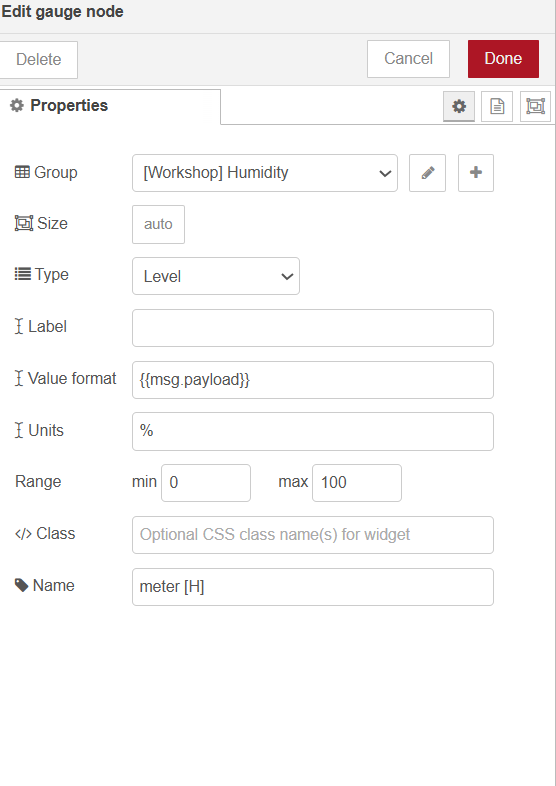 Edit gauge node
Delete Cancel Done
Properties
Group [Workshop] Humidity
Size auto
Type Level
Label
Value format {{msg.payload}}
Units %
Range min 0 max 100
Class Optional CSS class name(s) for widget
Name meter [H]